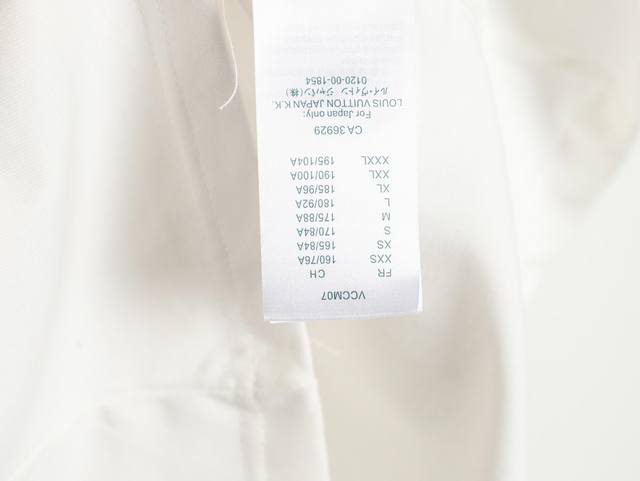 VCCM07
FR CH
XXS 160/76A
XS 165/84A
S 170/84A
M 175/88A
L 180/92A
XL 185/96A
XXL 190/100A
XXXL 195/104A
CA 36929
For Japan only:
LOUIS VUITTON JAPAN K.K.
ルイ・ヴィトン ジャパン(株)
0120-00-1854